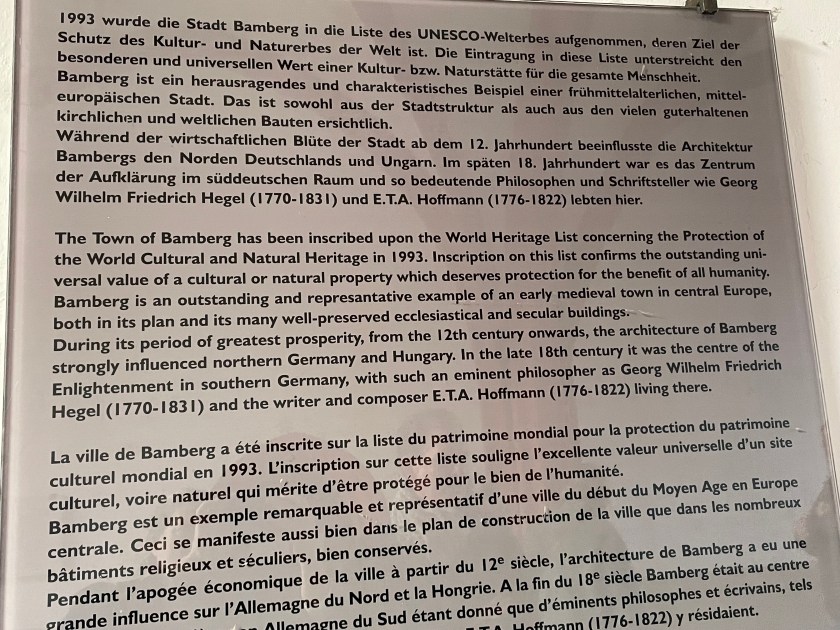 1993 wurde die Stadt Bamberg in die Liste des UNESCO-Welterbes aufgenommen, deren Ziel der
Schutz des Kultur- und Naturerbes der Welt ist. Die Eintragung in diese Liste unterstreicht den
besonderen und universellen Wert einer Kultur- bzw. Naturstätte für die gesamte Menschheit.
Bamberg ist ein herausragendes und charakteristisches Beispiel einer frühmittelalterlichen, mittel-
europäischen Stadt. Das ist sowohl aus der Stadtstruktur als auch aus den vielen guterhaltenen
kirchlichen und weltlichen Bauten ersichtlich.
Während der wirtschaftlichen Blüte der Stadt ab dem 12. Jahrhundert beeinflusste die Architektur
Bambergs den Norden Deutschlands und Ungarn. Im späten 18. Jahrhundert war es das Zentrum
der Aufklärung im süddeutschen Raum und so bedeutende Philosophen und Schriftsteller wie Georg
Wilhelm Friedrich Hegel (1770-1831) und E.T.A. Hoffmann (1776-1822) lebten hier.
The Town of Bamberg has been inscribed upon the World Heritage List concerning the Protection of
the World Cultural and Natural Heritage in 1993. Inscription on this list confirms the outstanding uni-
versal value of a cultural or natural property which deserves protection for the benefit of all humanity.
Bamberg is an outstanding and represantative example of an early medieval town in central Europe,
both in its plan and its many well-preserved ecclesiastical and secular buildings.
During its period of greatest prosperity, from the 12th century onwards, the architecture of Bamberg
strongly influenced northern Germany and Hungary. In the late 18th century it was the centre of the
Enlightenment in southern Germany, with such an eminent philosopher as Georg Wilhelm Friedrich
Hegel (1770-1831) and the writer and composer E.T.A. Hoffmann (1776-1822) living there.
La ville de Bamberg a été inscrite sur la liste du patrimoine mondial pour la protection du patrimoine
culturel mondial en 1993. L'inscription sur cette liste souligne l'excellente valeur universelle d'un site
culturel, voire naturel qui mérite d'être protégé pour le bien de l'humanité.
Bamberg est un exemple remarquable et représentatif d'une ville du début du Moyen Age en Europe
centrale. Ceci se manifeste aussi bien dans le plan de construction de la ville que dans les nombreux
bâtiments religieux et séculiers, bien conservés.
Pendant l'apogée économique de la ville à partir du 12e siècle, l'architecture de Bamberg a eu une
grande influence sur l'Allemagne du Nord et la Hongrie. A la fin du 18e siècle Bamberg était au centre
Allemagne du Sud étant donné que d'éminents philosophes et écrivains, tels
Hoffmann (1776-1822) y résidaient.